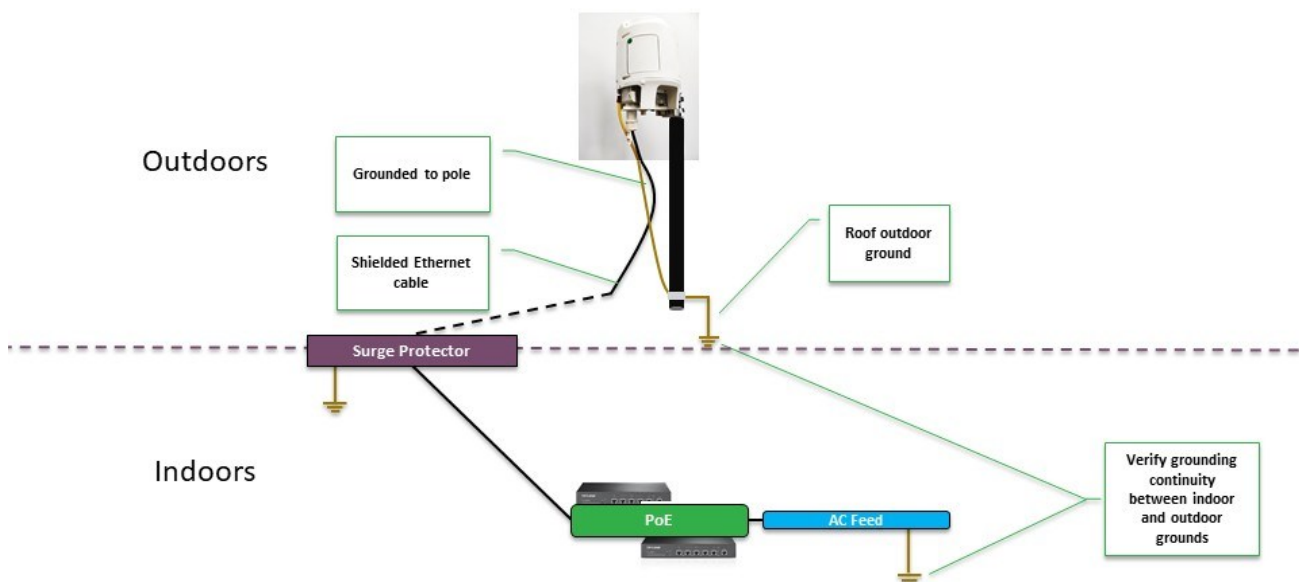 Outdoors
Grounded to pole
Shielded Ethernet
cable
Roof outdoor
ground
Surge Protector
Indoors
Verify grounding
continuity
between indoor
and outdoor
grounds
PoE
AC Feed